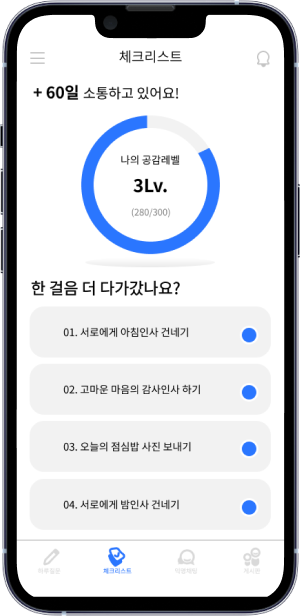 체크리스트
+ 60일 소통하고 있어요!
나의 공감레벨
3Lv.
(280/300)
한 걸음 더 다가갔나요?
01. 서로에게 아침인사 건네기
02. 고마운 마음의 감사인사 하기
03. 오늘의 점심밥 사진 보내기
04. 서로에게 밤인사 건네기
체크리스트
게시판